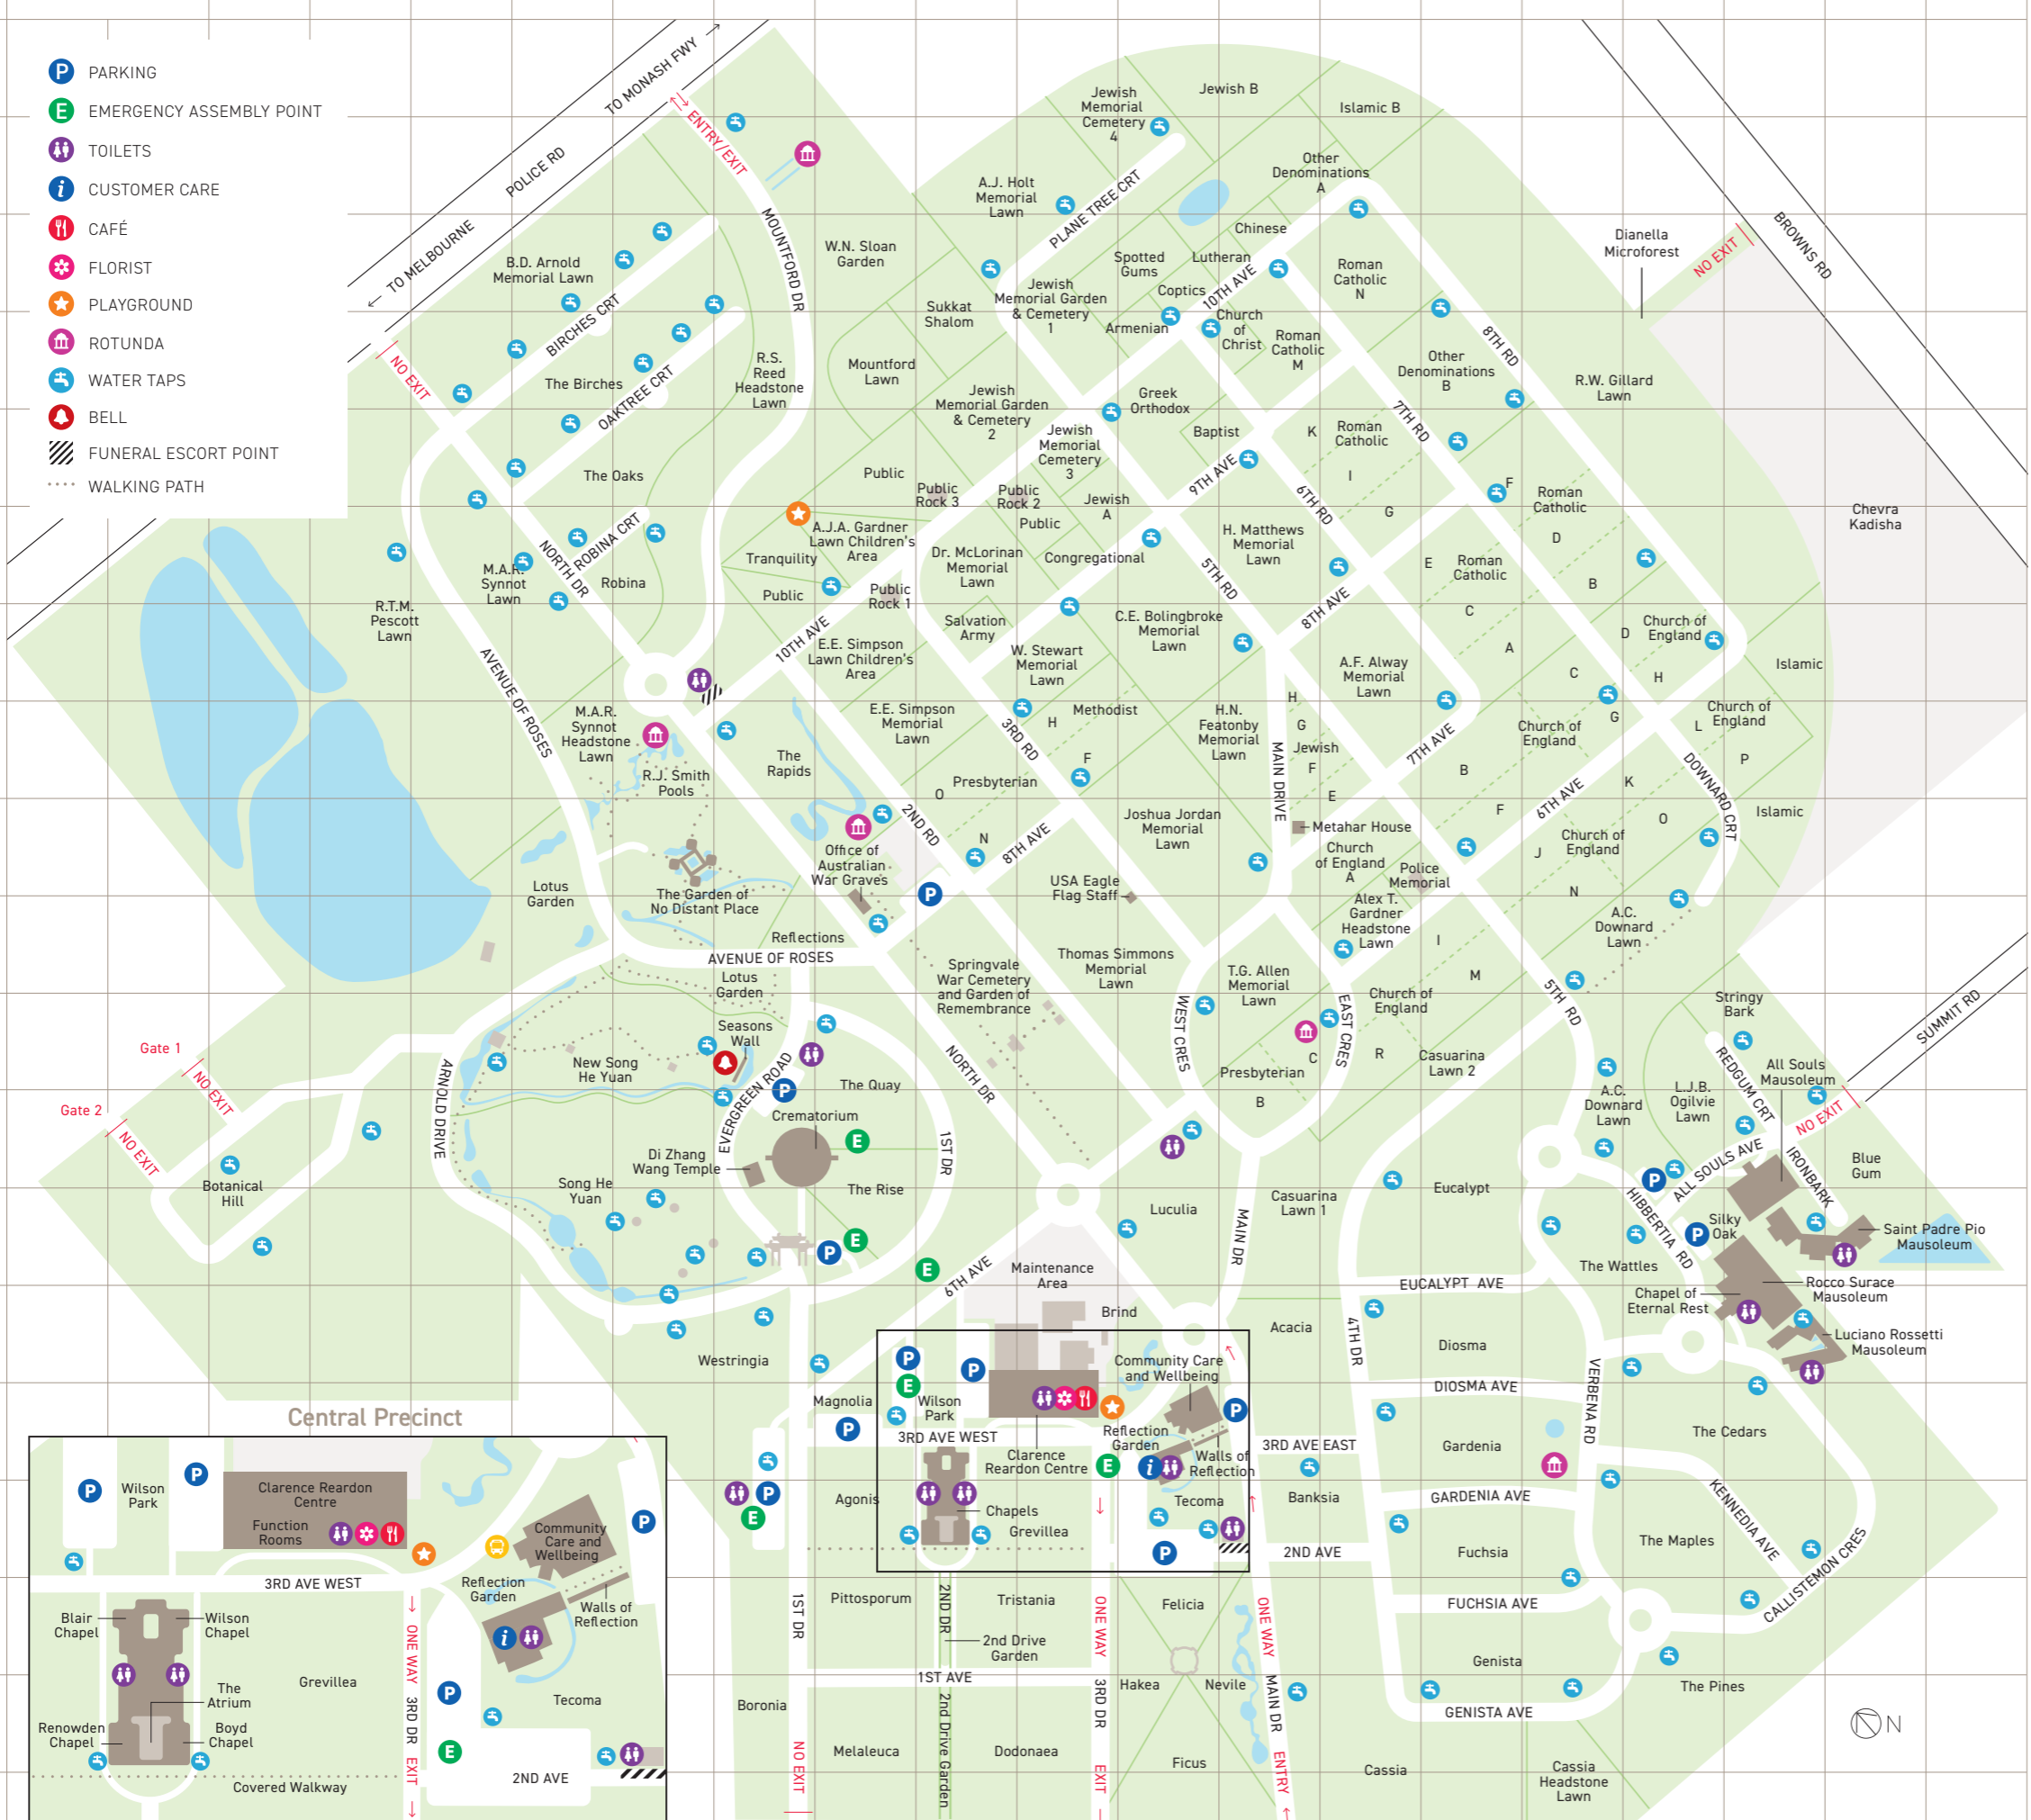 PARKING
EMERGENCY ASSEMBLY POINT
TOILETS
CUSTOMER CARE
CAFÉ
FLORIST
PLAYGROUND
ROTUNDA
WATER TAPS
BELL
FUNERAL ESCORT POINT
WALKING PATH
TO MONASH FWY →
POLICE RD
← TO MELBOURNE
ENTRY/EXIT
MOUNTFORD DR
NO EXIT
B.D. Arnold
Memorial Lawn
BIRCHES CRT
The Birches
OAKTREE CRT
The Oaks
ROBINA CRT
Robina
NORTH DR
M.A.R.
Synnot
Lawn
R.T.M.
Pescott
Lawn
AVENUE OF ROSES
R.S.
Reed
Headstone
Lawn
W.N. Sloan
Garden
Sukkat
Shalom
Mountford
Lawn
A.J. Holt
Memorial
Lawn
PLANE TREE CRT
Jewish
Memorial
Cemetery
4
Jewish B
Islamic B
Other
Denominations
A
Chinese
Lutheran
Spotted
Gums
Coptics
10TH AVE
Armenian
Church
of
Christ
Jewish
Memorial Garden
& Cemetery
1
Jewish
Memorial Garden
& Cemetery
2
Jewish
Memorial
Cemetery
3
Greek
Orthodox
Baptist
Roman
Catholic
N
Roman
Catholic
M
Other
Denominations
B
8TH RD
7TH RD
R.W. Gillard
Lawn
Dianella
Microforest
NO EXIT
BROWNS RD
Chevra
Kadisha
K
Roman
Catholic
I
G
F
Roman
Catholic
D
E
Roman
Catholic
B
C
A
9TH AVE
6TH RD
Public
Public
Rock 3
Public
Rock 2
Public
Jewish
A
A.J.A. Gardner
Lawn Children's
Area
Tranquility
Public
Public
Rock 1
10TH AVE
Dr. McLorinan
Memorial
Lawn
Congregational
H. Matthews
Memorial
Lawn
5TH RD
8TH AVE
Salvation
Army
C.E. Bolingbroke
Memorial
Lawn
W. Stewart
Memorial
Lawn
E.E. Simpson
Lawn Children's
Area
E.E. Simpson
Memorial
Lawn
A.F. Alway
Memorial
Lawn
Church of
England
D
C
H
G
L
Islamic
Church of
England
P
Church of
England
B
K
F
O
Islamic
Church of
England
J
N
DOWNARD CRT
7TH AVE
6TH AVE
3RD RD
H
Methodist
F
Presbyterian
O
N
H.N.
Featonby
Memorial
Lawn
MAIN DRIVE
H
G
Jewish
F
E
Metahar House
Church
of England
A
Police
Memorial
Alex T.
Gardner
Headstone
Lawn
Joshua Jordan
Memorial
Lawn
USA Eagle
Flag Staff
M.A.R.
Synnot
Headstone
Lawn
R.J. Smith
Pools
The
Rapids
2ND RD
8TH AVE
Office of
Australian
War Graves
The Garden of
No Distant Place
Lotus
Garden
Reflections
AVENUE OF ROSES
Lotus
Garden
Seasons
Wall
Springvale
War Cemetery
and Garden of
Remembrance
Thomas Simmons
Memorial
Lawn
T.G. Allen
Memorial
Lawn
WEST CRES
EAST CRES
C
Presbyterian
B
I
M
Church of
England
R
Casuarina
Lawn 2
A.C.
Downard
Lawn
5TH RD
A.C.
Downard
Lawn
L.J.B.
Ogilvie
Lawn
Stringy
Bark
REDGUM CRT
All Souls
Mausoleum
SUMMIT RD
NO EXIT
ALL SOULS AVE
IRONBARK
Blue
Gum
HIBBERTIA RD
Silky
Oak
Saint Padre Pio
Mausoleum
Rocco Surace
Mausoleum
Chapel of
Eternal Rest
Luciano Rossetti
Mausoleum
Gate 1
NO EXIT
Gate 2
NO EXIT
Botanical
Hill
ARNOLD DRIVE
New Song
He Yuan
EVERGREEN ROAD
The Quay
Crematorium
Di Zhang
Wang Temple
Song He
Yuan
The Rise
1ST DR
NORTH DR
6TH AVE
Maintenance
Area
Brind
Luculia
MAIN DR
Casuarina
Lawn 1
Eucalypt
EUCALYPT AVE
The Wattles
Acacia
4TH DR
Diosma
DIOSMA AVE
VERBENA RD
Gardenia
GARDENIA AVE
The Cedars
Fuchsia
FUCHSIA AVE
The Maples
KENNEDIA AVE
CALLISTEMON CRES
Genista
GENISTA AVE
The Pines
Cassia
Cassia
Headstone
Lawn
Westringia
Magnolia
Wilson
Park
3RD AVE WEST
Clarence
Reardon Centre
Community Care
and Wellbeing
Reflection
Garden
Walls of
Reflection
3RD AVE EAST
Banksia
2ND AVE
Agonis
Chapels
Grevillea
Tecoma
1ST DR
Pittosporum
2ND DR
Tristania
2nd Drive
Garden
1ST AVE
ONE WAY
3RD DR
EXIT
Felicia
Hakea
Nevile
ONE WAY
MAIN DR
ENTRY
Boronia
NO EXIT
Melaleuca
2nd Drive Garden
Dodonaea
Ficus
N
Central Precinct
Wilson
Park
Clarence Reardon
Centre
Function
Rooms
Community
Care and
Wellbeing
3RD AVE WEST
Reflection
Garden
Walls of
Reflection
Blair
Chapel
Wilson
Chapel
ONE WAY
3RD DR
EXIT
Grevillea
The
Atrium
Renowden
Chapel
Boyd
Chapel
Tecoma
Covered Walkway
2ND AVE